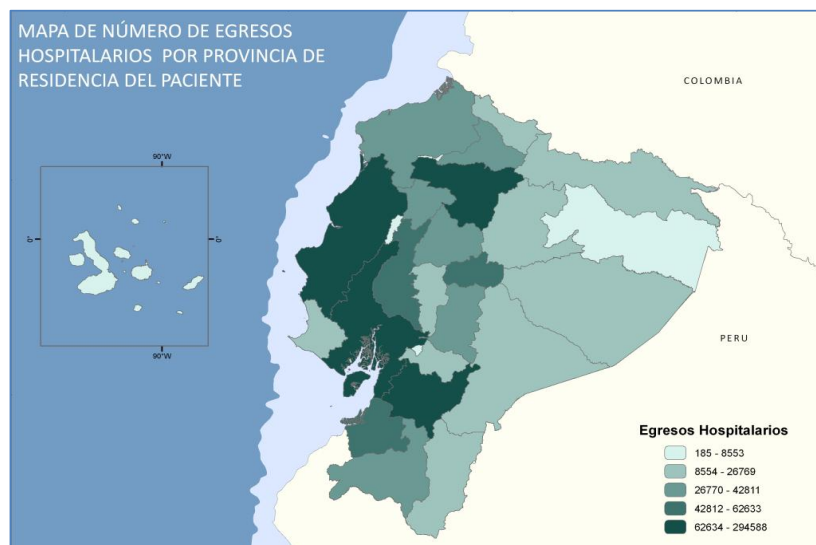 MAPA DE NÚMERO DE EGRESOS
HOSPITALARIOS POR PROVINCIA DE
RESIDENCIA DEL PACIENTE
COLOMBIA
90°W
0°
0°
90°W
PERU
Egresos Hospitalarios
185 - 8553
8554 - 26769
26770 - 42811
42812 - 62633
62634 - 294588